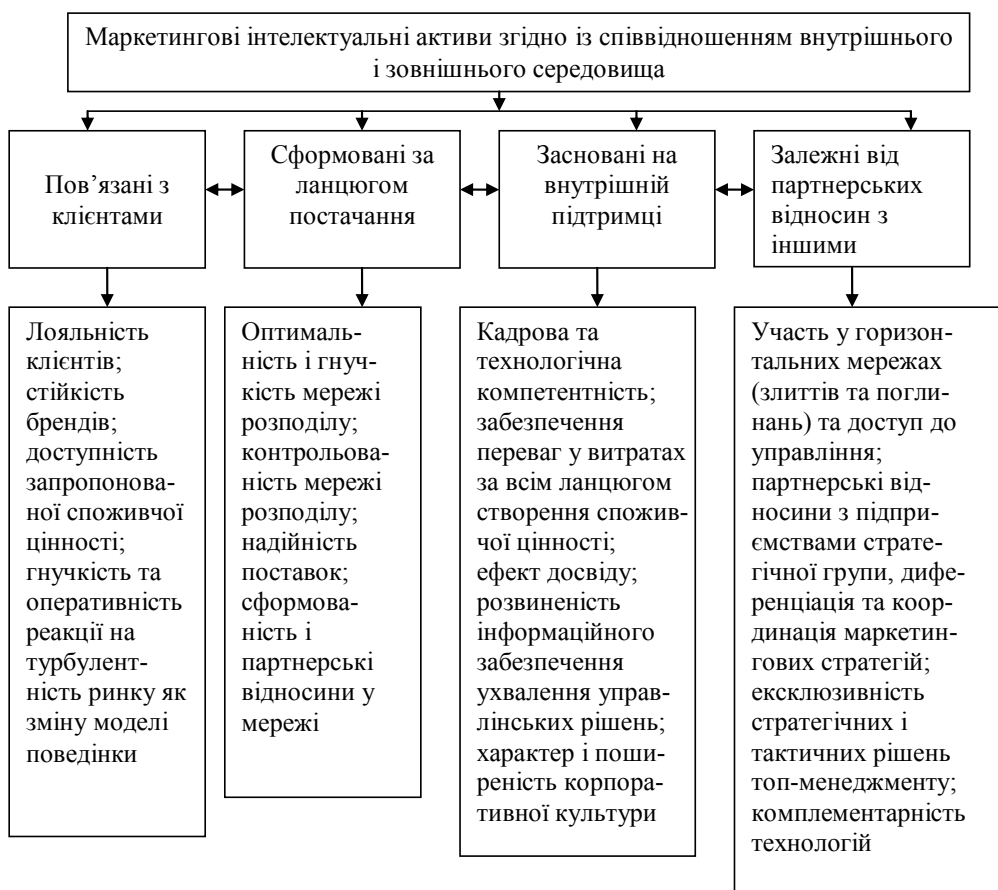 Маркетингові інтелектуальні активи згідно із співвідношенням внутрішнього
і зовнішнього середовища
Пов’язані з
клієнтами
Сформовані за
ланцюгом
постачання
Засновані на
внутрішній
підтримці
Залежні від
партнерських
відносин з
іншими
Лояльність
клієнтів;
стійкість
брендів;
доступність
запропонова-
ної споживчої
цінності;
гнучкість та
оперативність
реакції на
турбулент-
ність ринку як
зміну моделі
поведінки
Оптималь-
ність і гну-
чкість мережі
розподілу;
контрольова-
ність мережі
розподілу;
надійність
поставок;
сформова-
ність і
партнерські
відносини у
мережі
Кадрова та
технологічна
компетентність;
забезпечення
переваг у витратах
за всім ланцюгом
створення спожив-
чої цінності;
ефект досвіду;
розвиненість
інформаційного
забезпечення
ухвалення управ-
лінських рішень;
характер і поши-
реність корпора-
тивної культури
Участь у горизон-
тальних мережах
(злиттів та погли-
нань) та доступ до
управління;
партнерські від-
носини з підпри-
ємствами страте-
гічної групи, дифе-
ренціація та коор-
динація маркетин-
гових стратегій;
ексклюзивність
стратегічних і
тактичних рішень
топ-менеджменту;
комплементарність
технологій